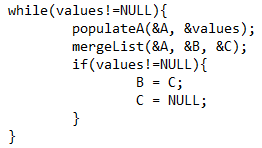 while(values!=NULL){
populateA(&A, &values);
mergeList(&A, &B, &C);
if(values!=NULL){
B = C;
C = NULL;
}
}